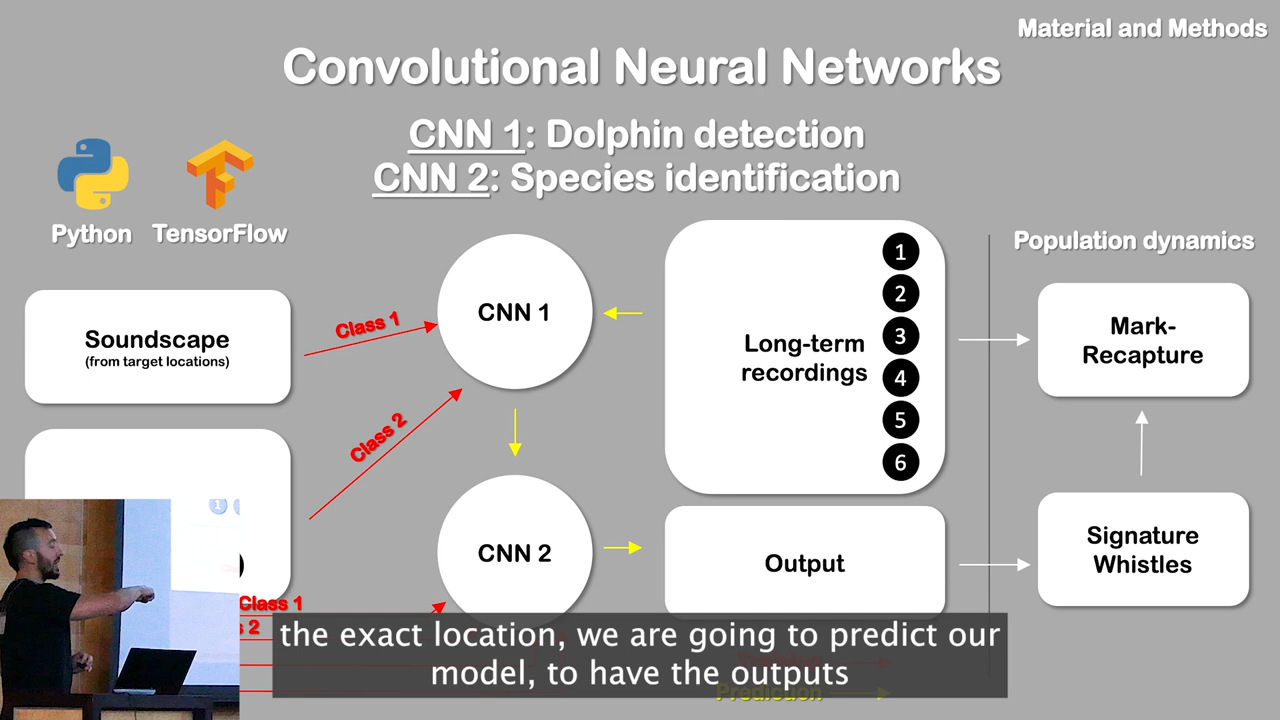 Material and Methods
Convolutional Neural Networks
CNN 1: Dolphin detection
CNN 2: Species identification
Python
TensorFlow
Population dynamics
Soundscape
(from target locations)
Class 1
Class 2
CNN 1
Long-term
recordings
1
2
3
4
5
6
Mark-
Recapture
CNN 2
Output
Signature
Whistles
1
Class 1
2
the exact location, we are going to predict our
model, to have the outputs
Prediction